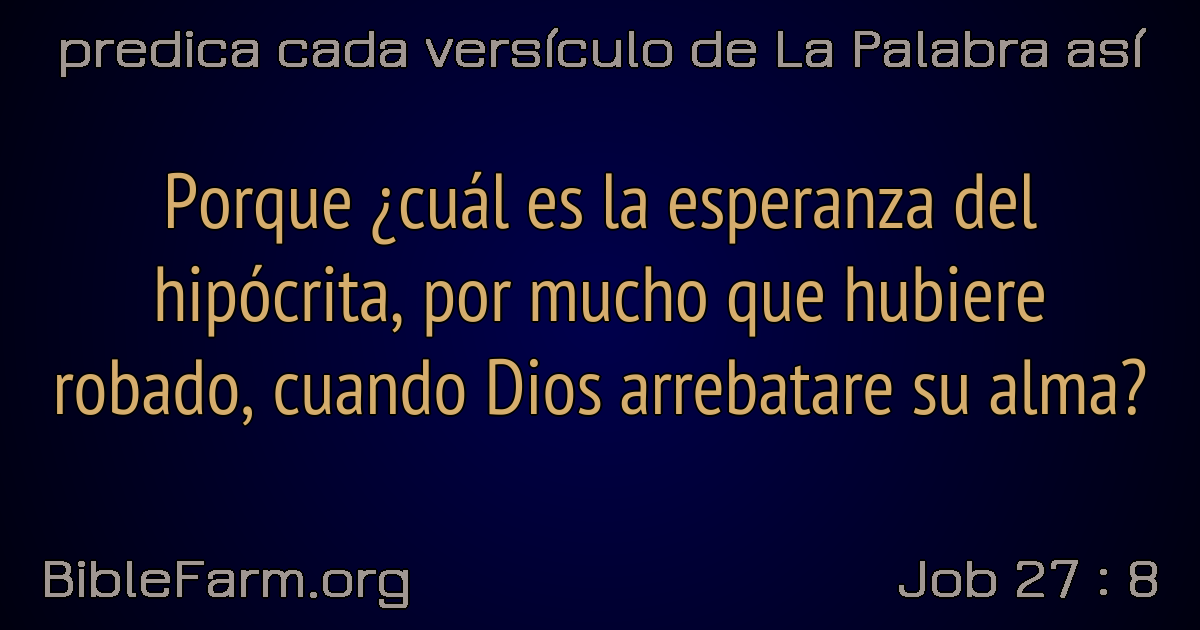 predica cada versículo de La Palabra así
Porque ¿cuál es la esperanza del
hipócrita, por mucho que hubiere
robado, cuando Dios arrebatare su alma?
BibleFarm.org
Job 27 : 8